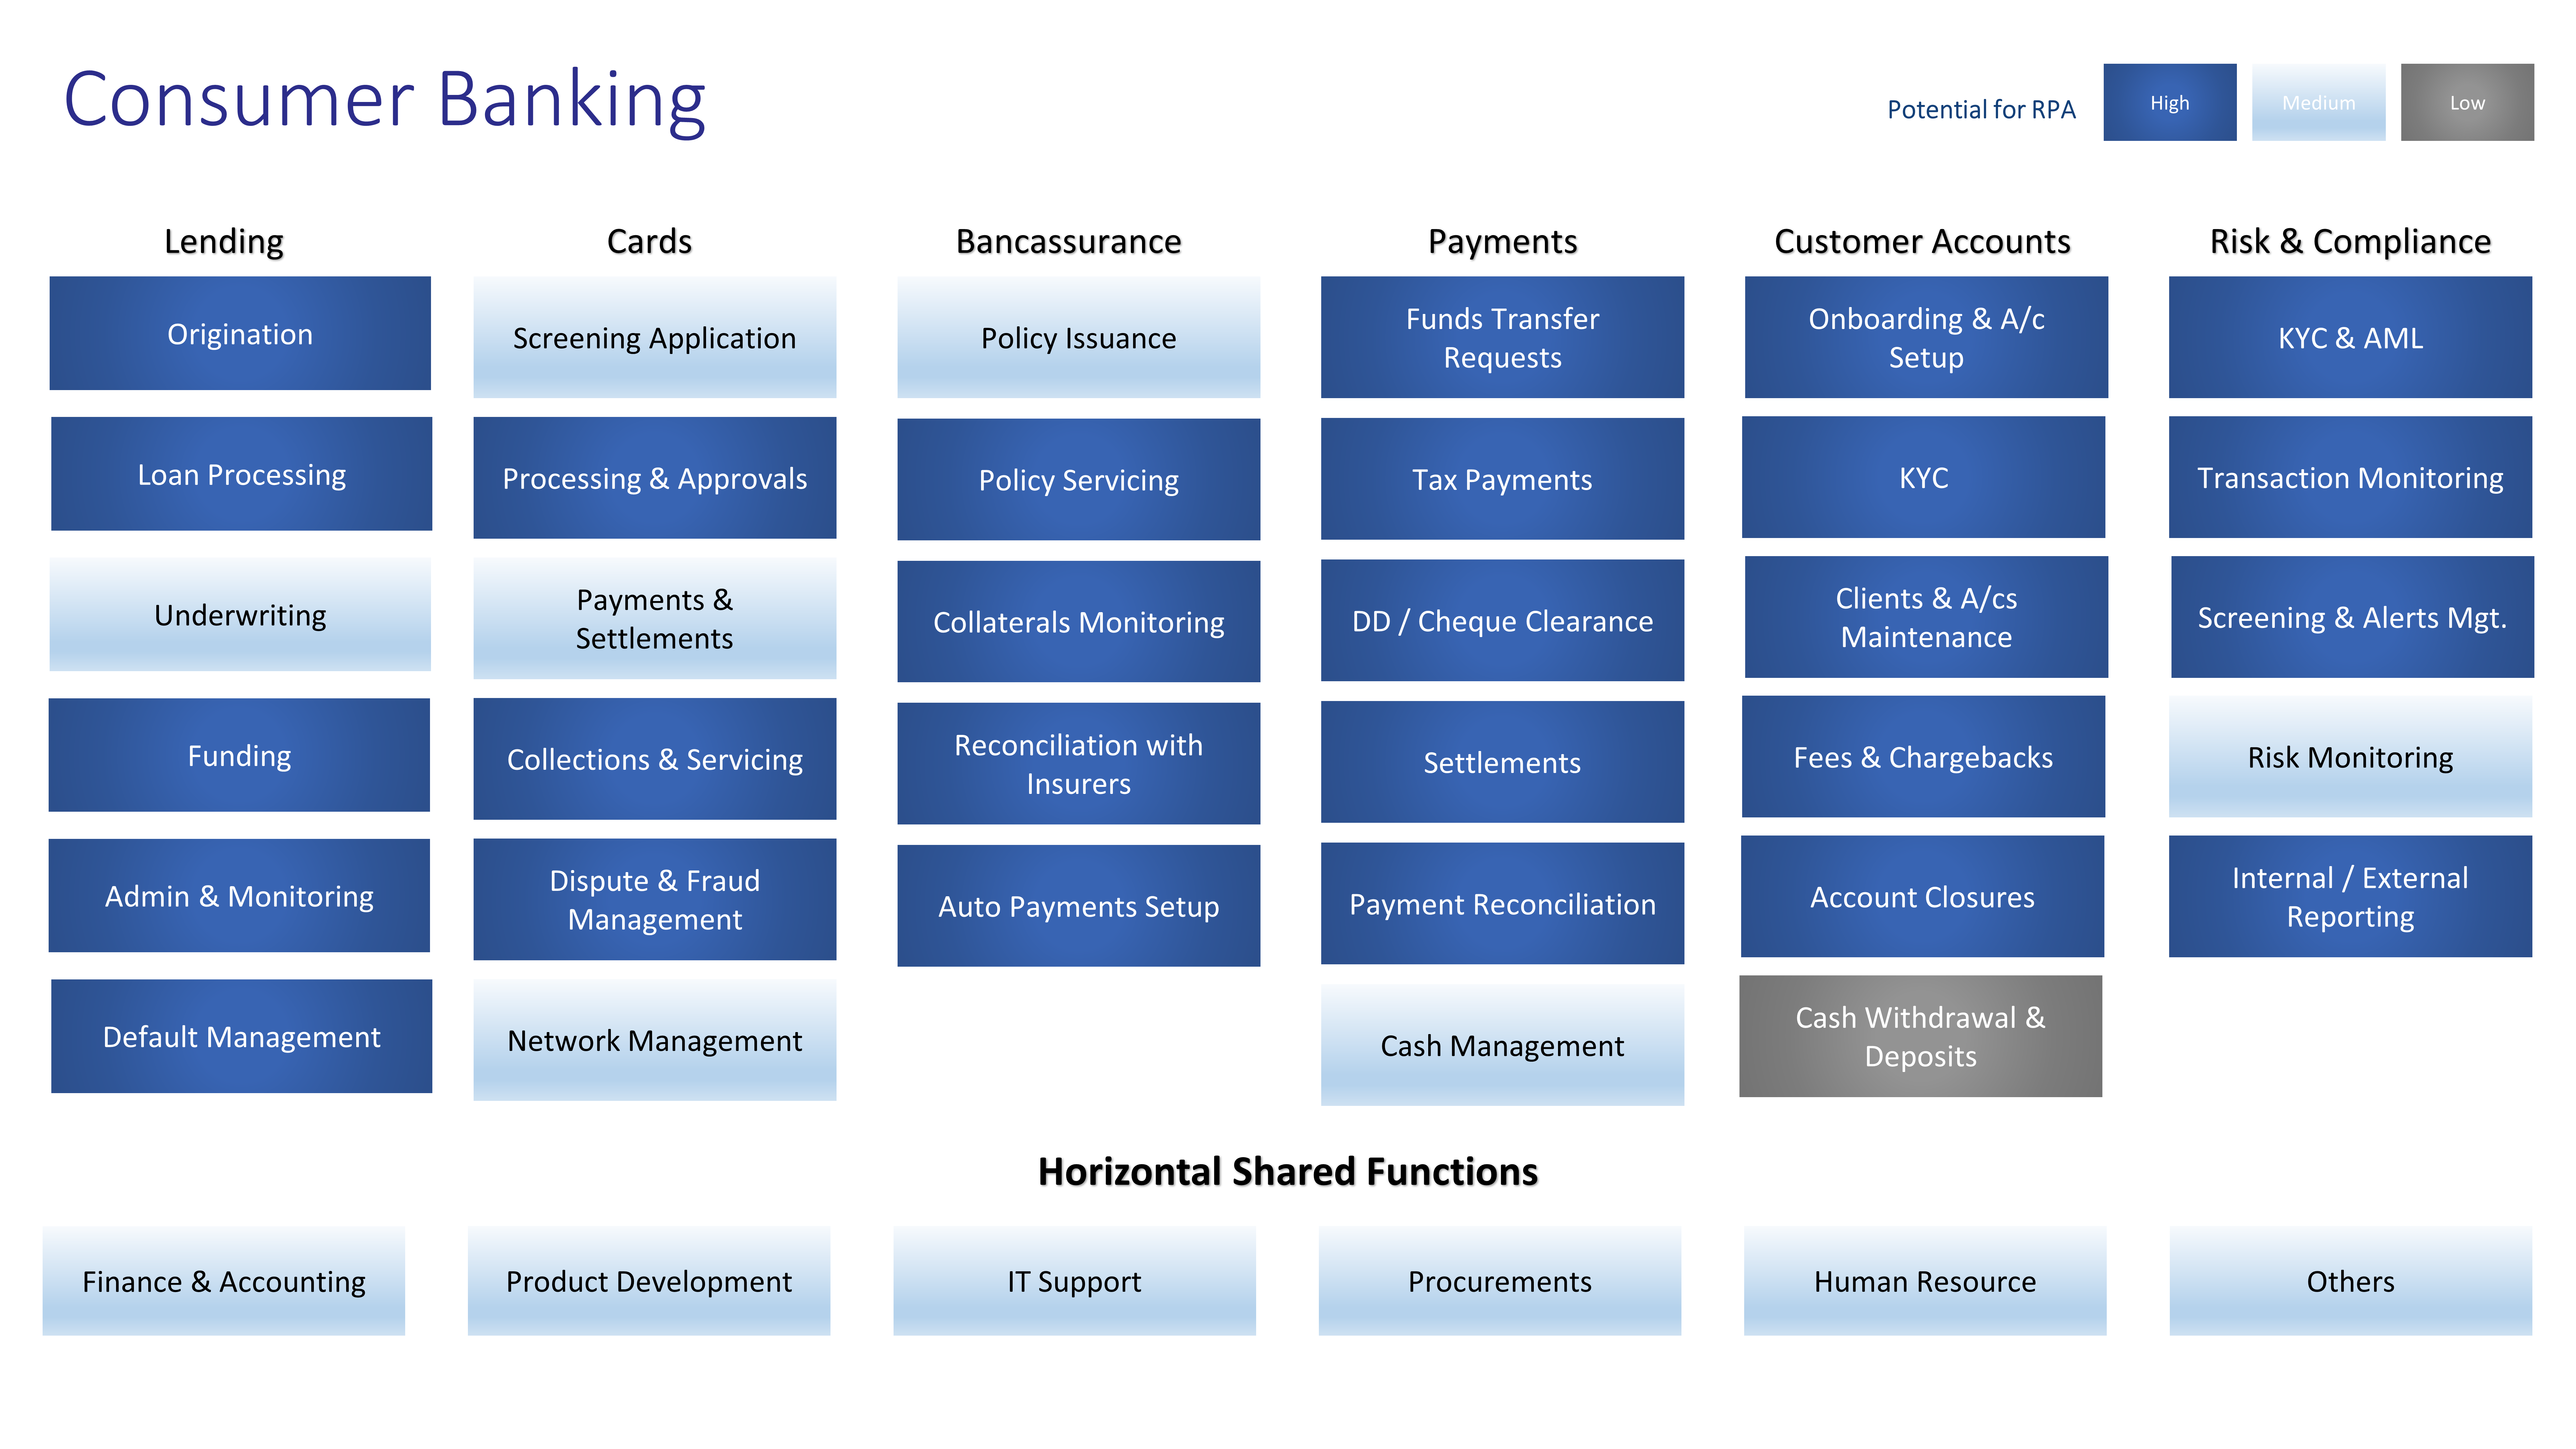 Consumer Banking
Potential for RPA
High
Medium
Low
Lending
Cards
Bancassurance
Payments
Customer Accounts
Risk & Compliance
Origination
Screening Application
Policy Issuance
Funds Transfer
Requests
Onboarding & A/c
Setup
KYC & AML
Loan Processing
Processing & Approvals
Policy Servicing
Tax Payments
KYC
Transaction Monitoring
Underwriting
Payments &
Settlements
Collaterals Monitoring
DD / Cheque Clearance
Clients & A/cs
Maintenance
Screening & Alerts Mgt.
Funding
Collections & Servicing
Reconciliation with
Insurers
Settlements
Fees & Chargebacks
Risk Monitoring
Admin & Monitoring
Dispute & Fraud
Management
Auto Payments Setup
Payment Reconciliation
Account Closures
Internal / External
Reporting
Default Management
Network Management
Cash Management
Cash Withdrawal &
Deposits
Horizontal Shared Functions
Finance & Accounting
Product Development
IT Support
Procurements
Human Resource
Others